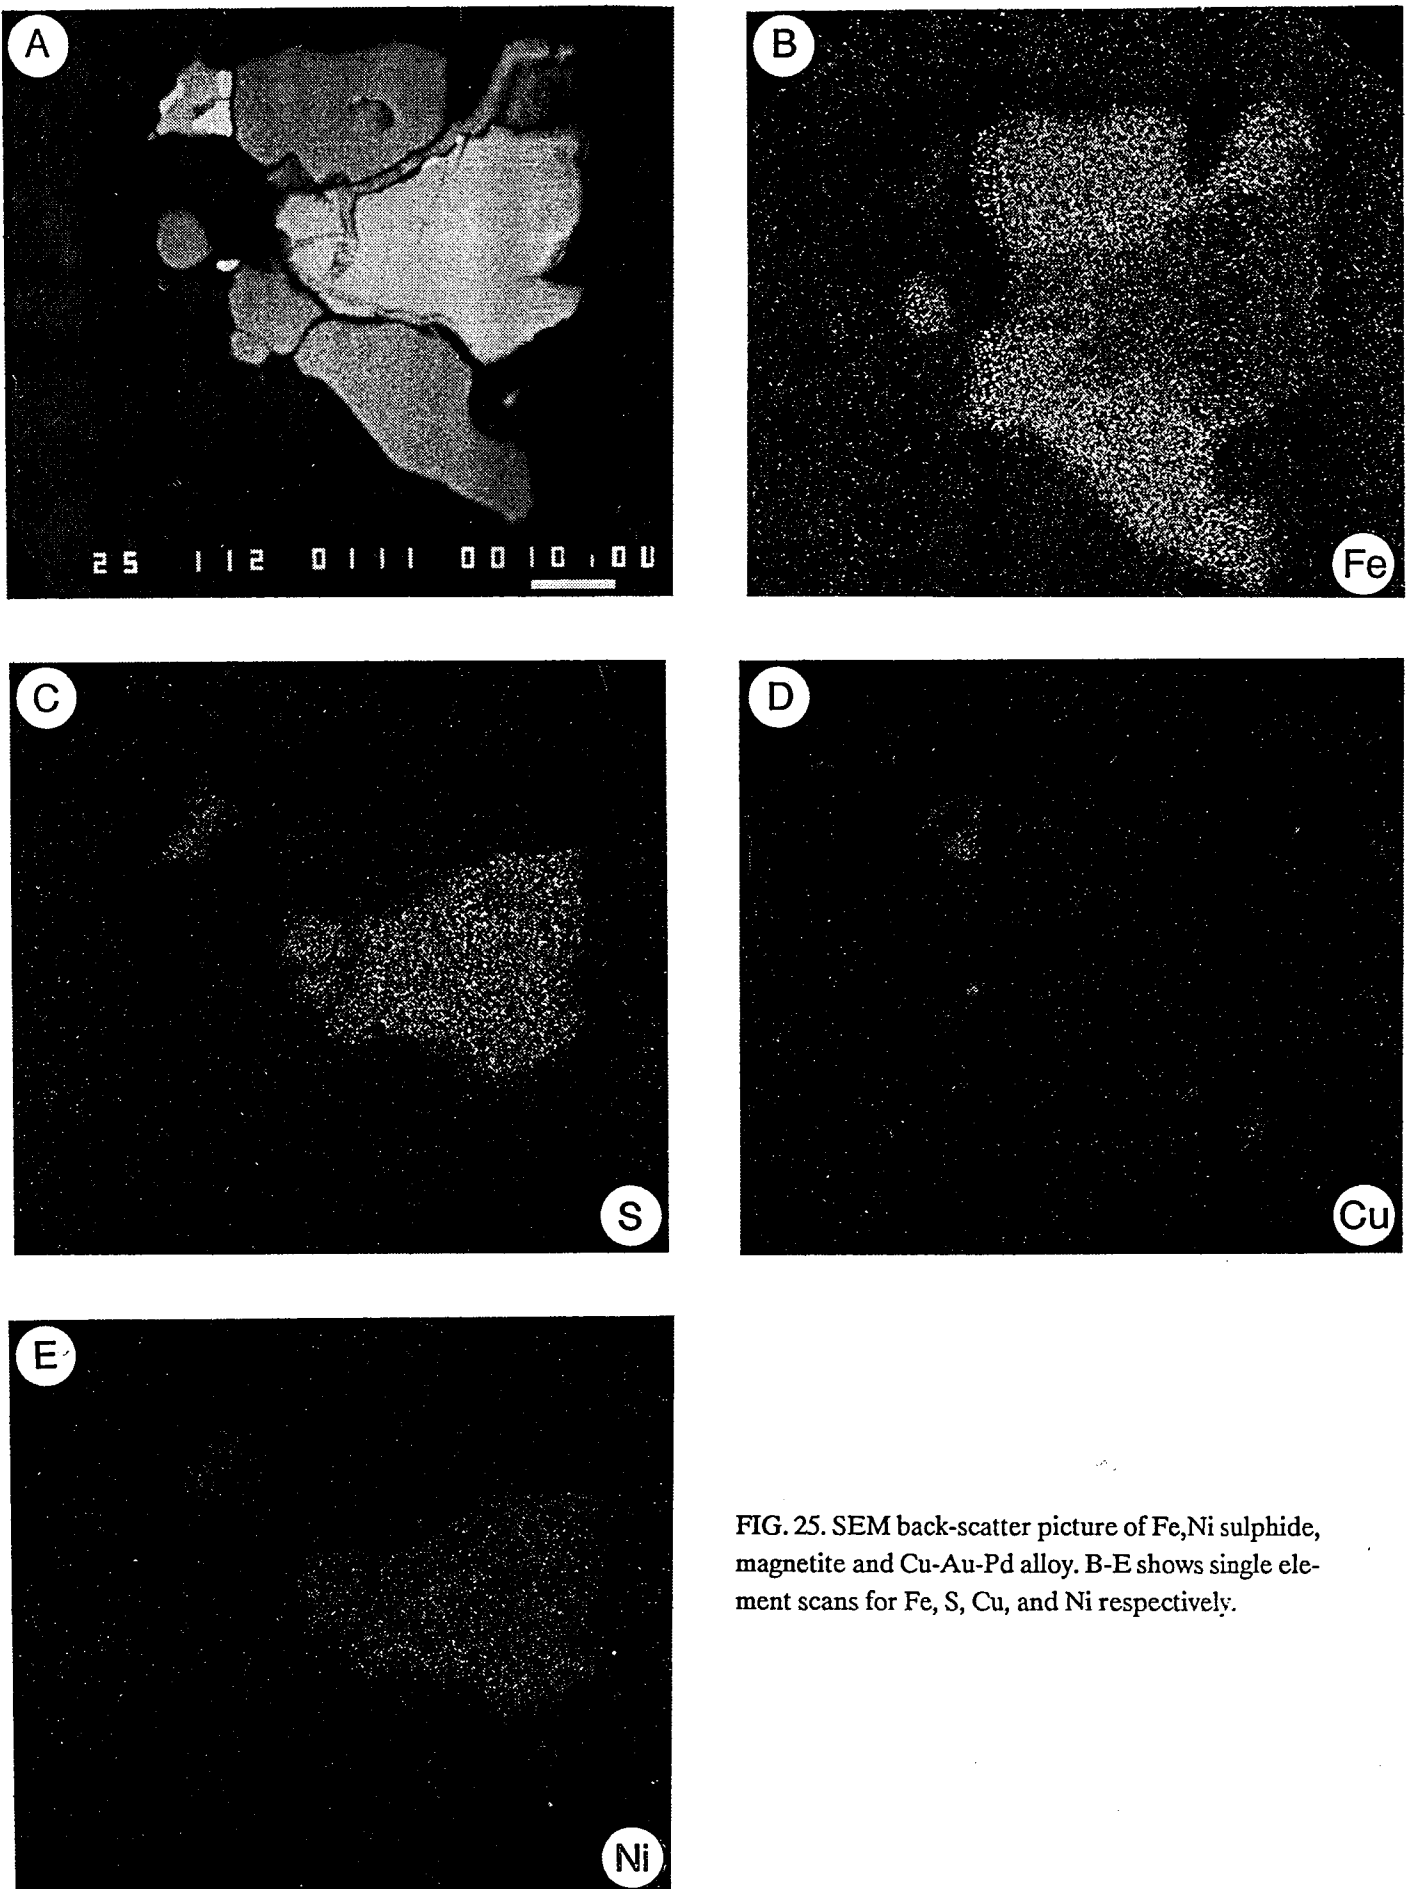 A
B
25 112 0111 0010.0U
Fe
C
D
S
Cu
E
Ni
FIG. 25. SEM back-scatter picture of Fe,Ni sulphide,
magnetite and Cu-Au-Pd alloy. B-E shows single ele-
ment scans for Fe, S, Cu, and Ni respectively.